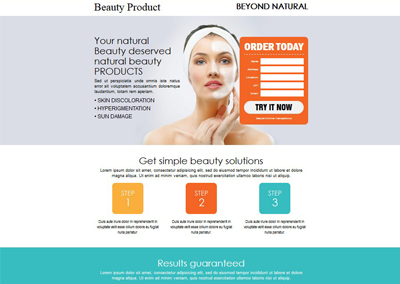 Beauty Product
BEYOND NATURAL
Your natural
Beauty deserved
natural beauty
PRODUCTS
Sed ut perspiciatis unde omnis iste natus
error sit voluptatem accusantium doloremque
laudantium, totam rem aperiam.
• SKIN DISCOLORATION
• HYPERIGMENTATION
• SUN DAMAGE
ORDER TODAY
TRY IT NOW
Get simple beauty solutions
Lorem ipsum dolor sit amet, consectetur adipisicing elit, sed do eiusmod tempor incididunt ut labore et dolore
magna aliqua. Ut enim ad minim veniam, quis nostrud exercitation ullamco laboris nisi ut aliquip.
STEP
1
STEP
2
STEP
3
Duis aute irure dolor in reprehenderit in
voluptate velit esse cillum dolore eu fugiat
nulla pariatur.
Duis aute irure dolor in reprehenderit in
voluptate velit esse cillum dolore eu fugiat
nulla pariatur.
Duis aute irure dolor in reprehenderit in
voluptate velit esse cillum dolore eu fugiat
nulla pariatur.
Results guaranteed
Lorem ipsum dolor sit amet, consectetur adipisicing elit, sed do eiusmod tempor incididunt ut labore et dolore
magna aliqua. Ut enim ad minim veniam, quis nostrud exercitation ullamco laboris nisi ut aliquip.